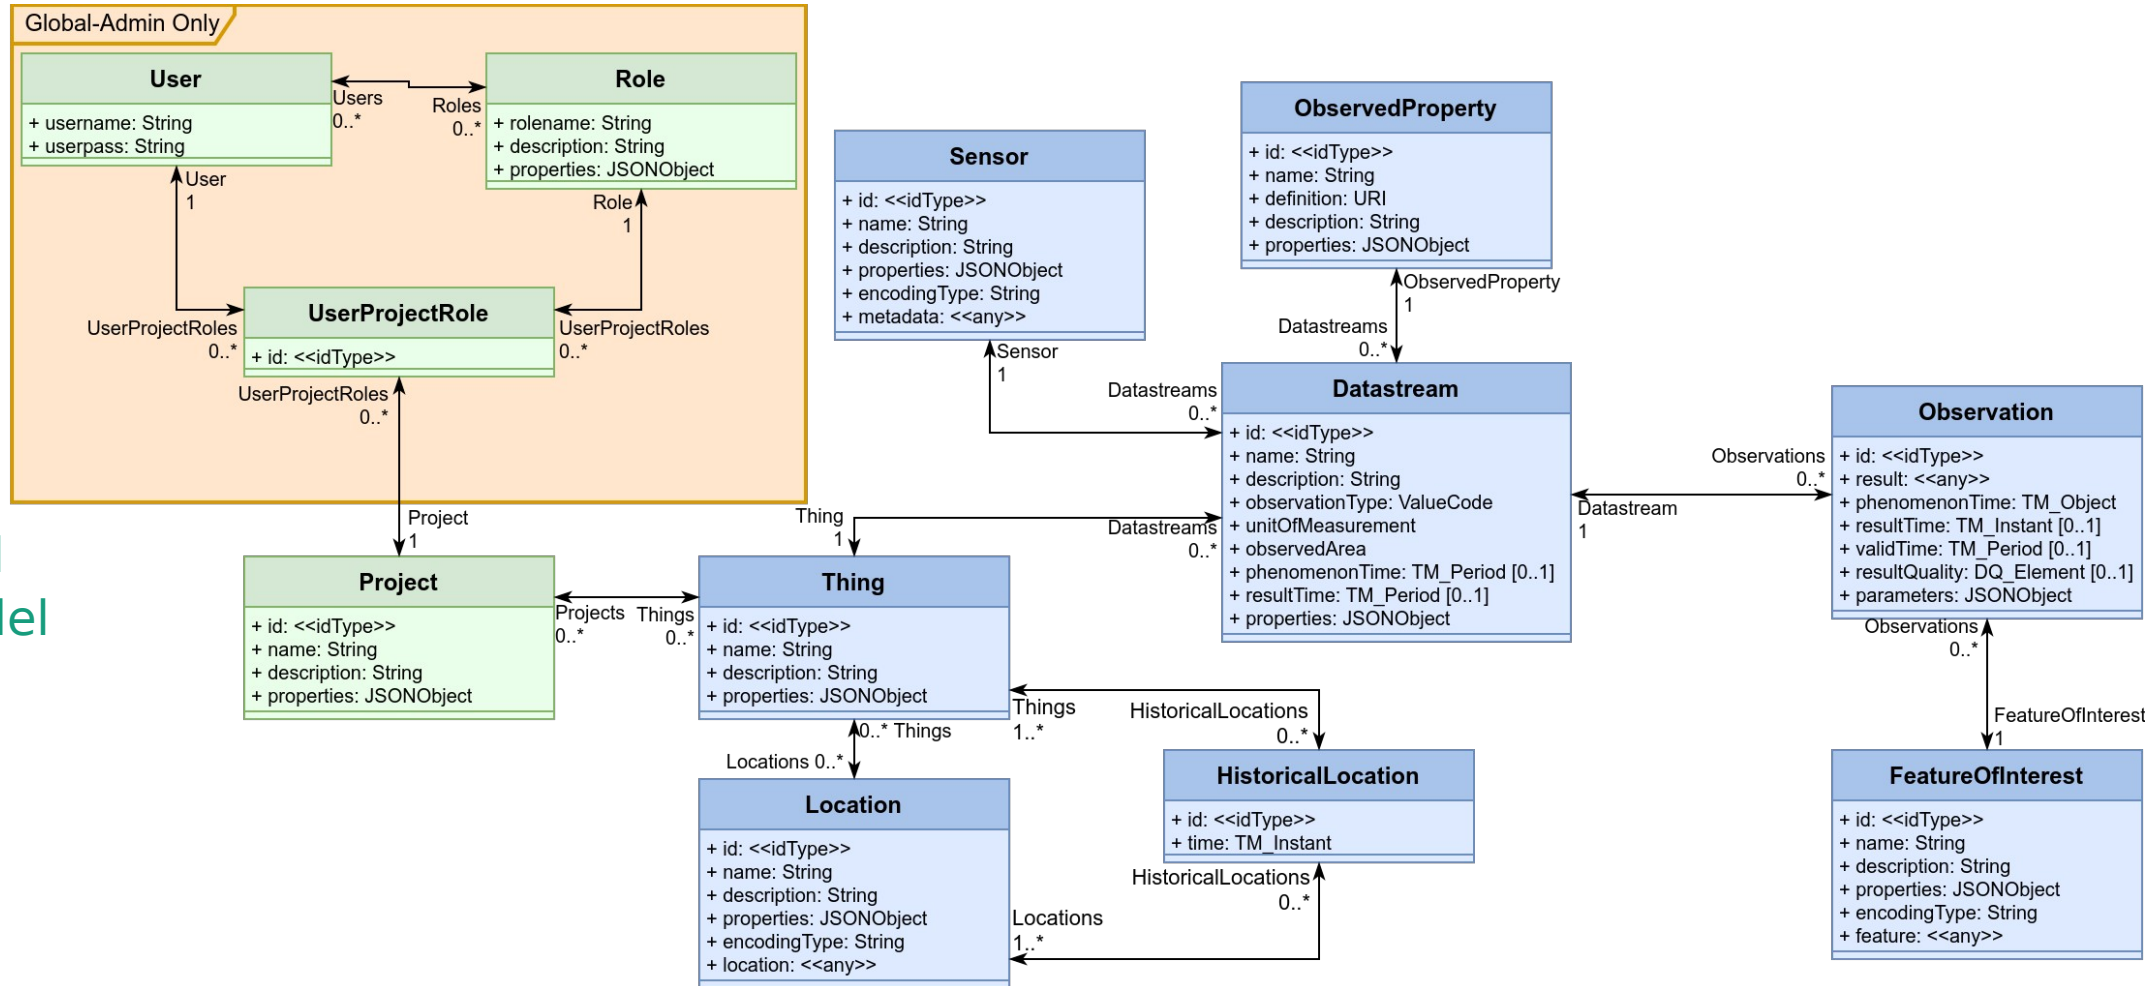 Global-Admin Only
User
+ username: String
+ userpass: String
Users
0..*
Roles
0..*
Role
+ rolename: String
+ description: String
+ properties: JSONObject
User
1
Role
1
UserProjectRoles
0..*
UserProjectRole
+ id: <<idType>>
UserProjectRoles
0..*
UserProjectRoles
0..*
Project
1
del
Project
+ id: <<idType>>
+ name: String
+ description: String
+ properties: JSONObject
Projects
0..*
Things
0..*
Thing
+ id: <<idType>>
+ name: String
+ description: String
+ properties: JSONObject
Thing
1
Datastreams
0..*
Sensor
+ id: <<idType>>
+ name: String
+ description: String
+ properties: JSONObject
+ encodingType: String
+ metadata: <<any>>
Sensor
1
Datastreams
0..*
ObservedProperty
+ id: <<idType>>
+ name: String
+ definition: URI
+ description: String
+ properties: JSONObject
ObservedProperty
1
Datastreams
0..*
Datastream
+ id: <<idType>>
+ name: String
+ description: String
+ observationType: ValueCode
+ unitOfMeasurement
+ observedArea
+ phenomenonTime: TM_Period [0..1]
+ resultTime: TM_Period [0..1]
+ properties: JSONObject
Observations
0..*
Datastream
1
Observation
+ id: <<idType>>
+ result: <<any>>
+ phenomenonTime: TM_Object
+ resultTime: TM_Instant [0..1]
+ validTime: TM_Period [0..1]
+ resultQuality: DQ_Element [0..1]
+ parameters: JSONObject
Observations
0..*
FeatureOfInterest
1
FeatureOfInterest
+ id: <<idType>>
+ name: String
+ description: String
+ properties: JSONObject
+ encodingType: String
+ feature: <<any>>
Things
1..*
HistoricalLocations
0..*
HistoricalLocation
+ id: <<idType>>
+ time: TM_Instant
HistoricalLocations
0..*
Locations
1..*
0..* Things
Locations 0..*
Location
+ id: <<idType>>
+ name: String
+ description: String
+ properties: JSONObject
+ encodingType: String
+ location: <<any>>